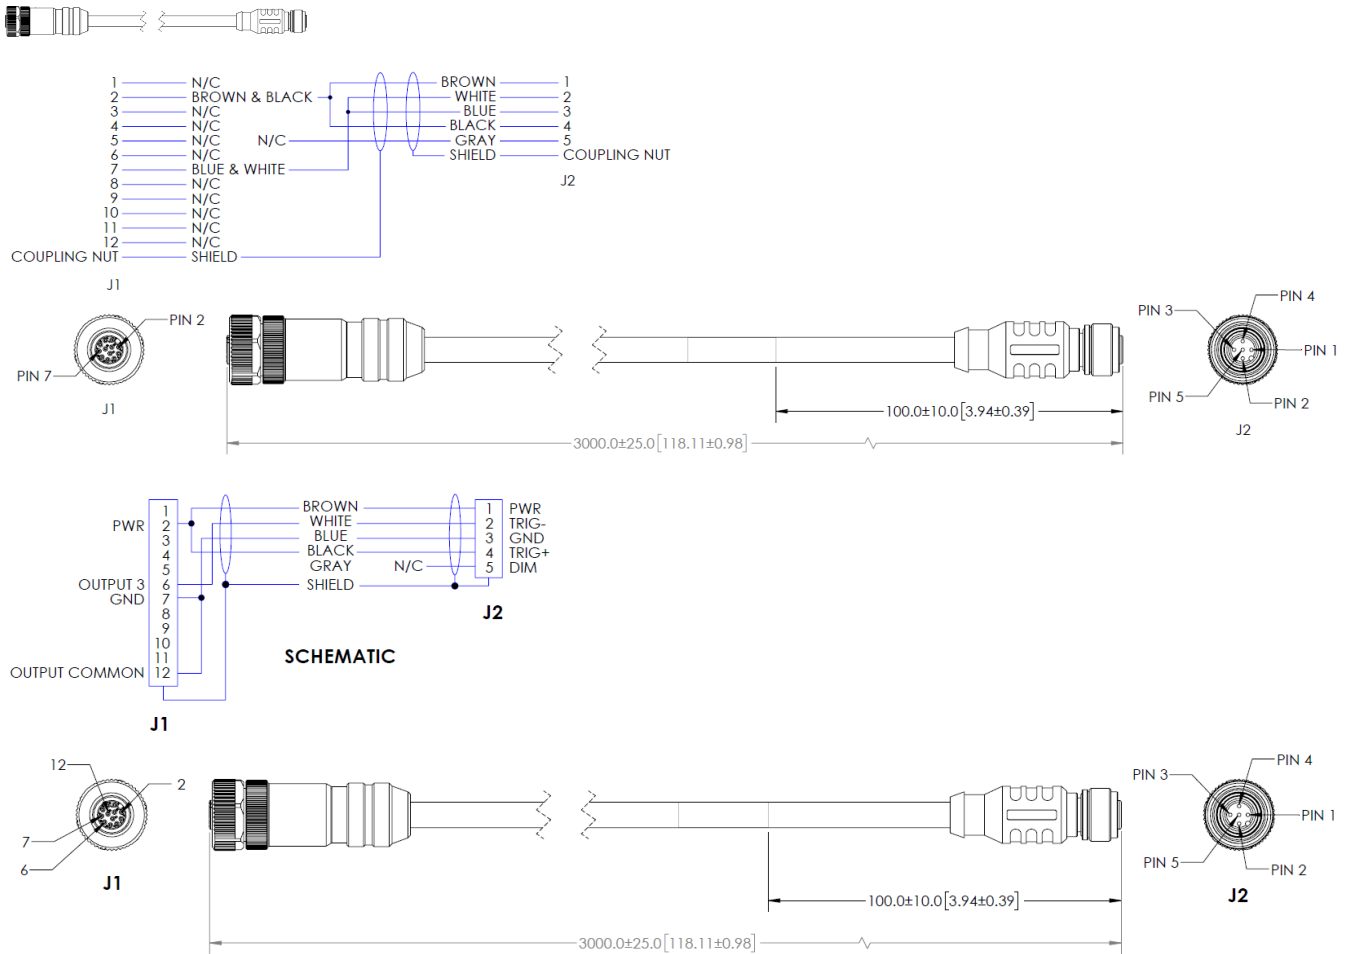 1 N/C BROWN 1
2 BROWN & BLACK WHITE 2
3 N/C BLUE 3
4 N/C BLACK 4
5 N/C N/C GRAY 5
6 N/C SHIELD COUPLING NUT
7 BLUE & WHITE
J2
8 N/C
9 N/C
10 N/C
11 N/C
12 N/C
COUPLING NUT SHIELD
J1
PIN 2
PIN 7
J1
PIN 4
PIN 3
PIN 1
PIN 5
PIN 2
J2
100.0±10.0[3.94±0.39]
3000.0±25.0[118.11±0.98]
1 BROWN 1 PWR
PWR 2 WHITE 2 TRIG-
3 BLUE 3 GND
4 BLACK 4 TRIG+
5 GRAY N/C 5 DIM
OUTPUT 3 6 SHIELD
GND 7
8
J2
9
10
11
SCHEMATIC
OUTPUT COMMON 12
J1
12
2
7
6
J1
PIN 4
PIN 3
PIN 1
PIN 5
PIN 2
J2
100.0±10.0[3.94±0.39]
3000.0±25.0[118.11±0.98]